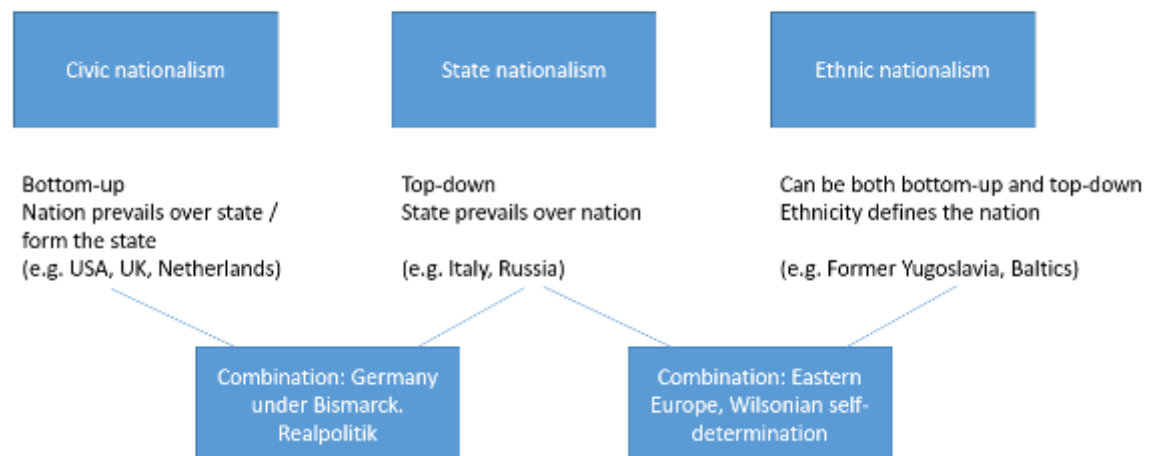 Civic nationalism
State nationalism
Ethnic nationalism
Bottom-up
Nation prevails over state /
form the state
(e.g. USA, UK, Netherlands)
Top-down
State prevails over nation
(e.g. Italy, Russia)
Can be both bottom-up and top-down
Ethnicity defines the nation
(e.g. Former Yugoslavia, Baltics)
Combination: Germany
under Bismarck.
Realpolitik
Combination: Eastern
Europe, Wilsonian self-
determination